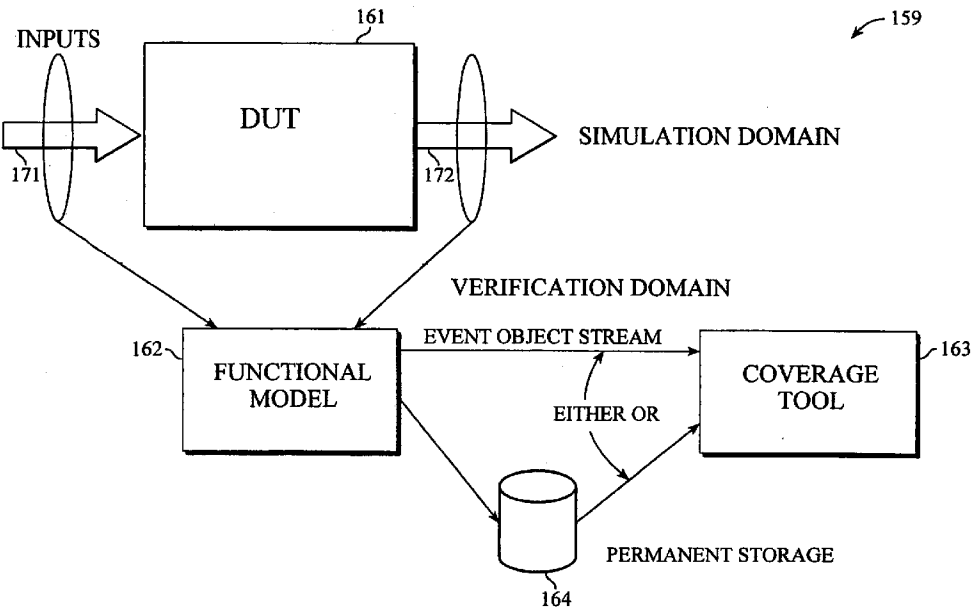 161
159
INPUTS
DUT
SIMULATION DOMAIN
171
172
VERIFICATION DOMAIN
162
EVENT OBJECT STREAM
163
FUNCTIONAL
MODEL
COVERAGE
TOOL
EITHER OR
PERMANENT STORAGE
164